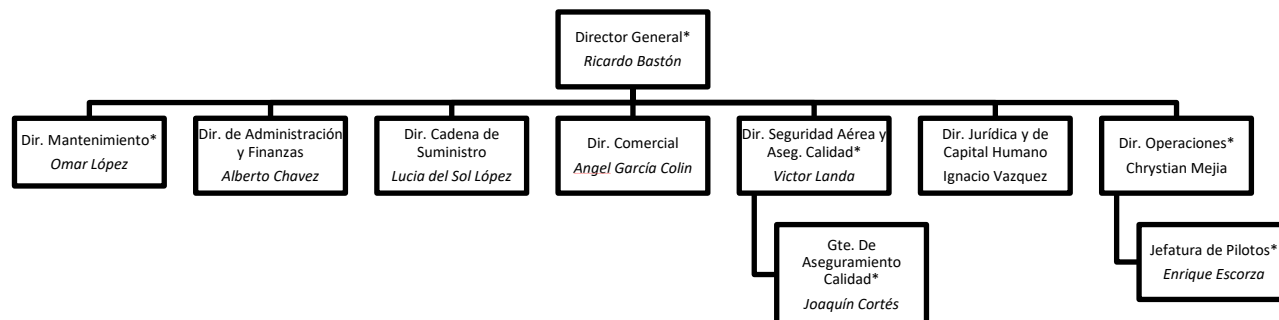 Director General*
Ricardo Bastón
Dir. Mantenimiento*
Omar López
Dir. de Administración
y Finanzas
Alberto Chavez
Dir. Cadena de
Suministro
Lucia del Sol López
Dir. Comercial
Angel García Colin
Dir. Seguridad Aérea y
Aseg. Calidad*
Victor Landa
Dir. Jurídica y de
Capital Humano
Ignacio Vazquez
Dir. Operaciones*
Chrystian Mejia
Gte. De
Aseguramiento
Calidad*
Joaquín Cortés
Jefatura de Pilotos*
Enrique Escorza